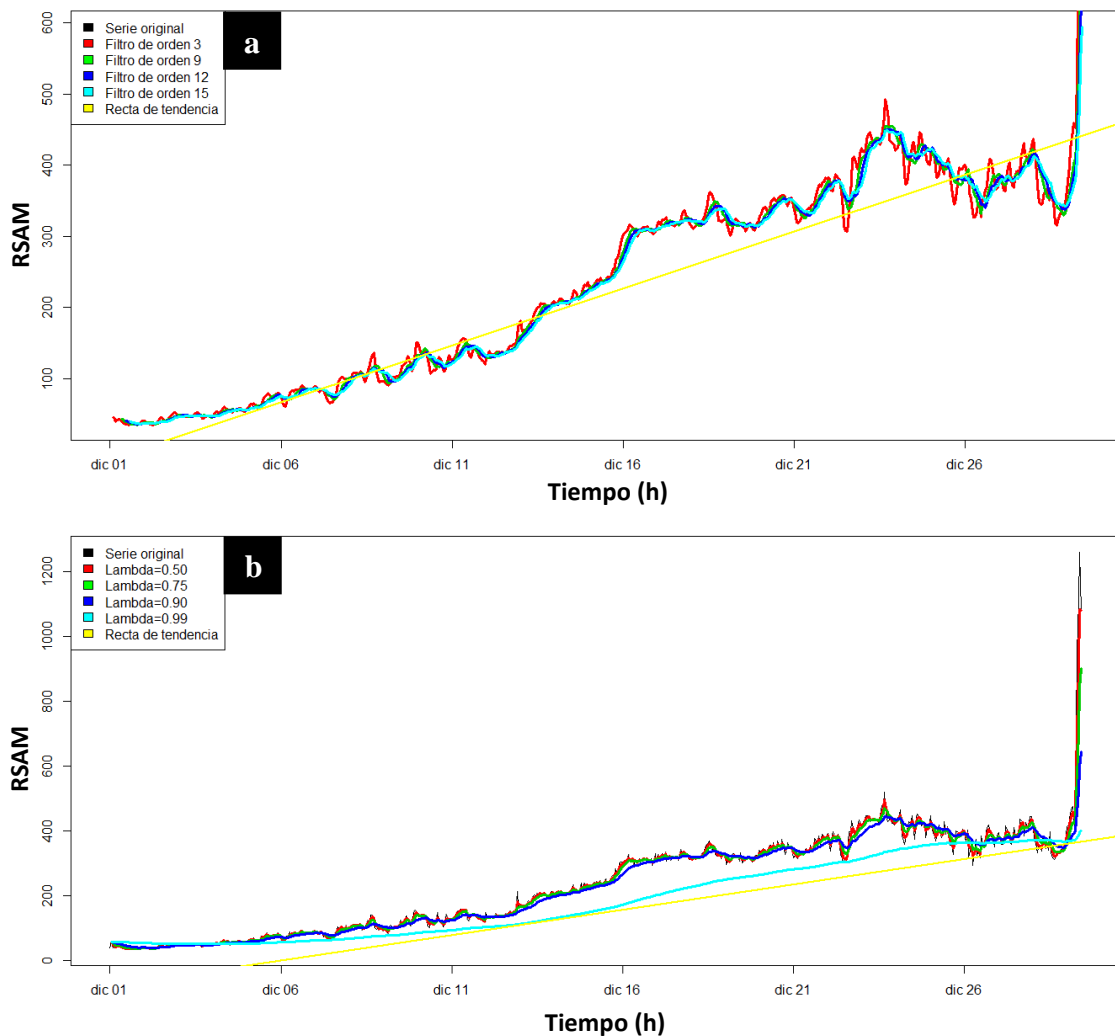 a
Serie original
Filtro de orden 3
Filtro de orden 9
Filtro de orden 12
Filtro de orden 15
Recta de tendencia
600
500
400
300
200
100
RSAM
dic 01 dic 06 dic 11 dic 16 dic 21 dic 26
Tiempo (h)
b
Serie original
Lambda=0.50
Lambda=0.75
Lambda=0.90
Lambda=0.99
Recta de tendencia
1200
1000
800
600
400
200
0
RSAM
dic 01 dic 06 dic 11 dic 16 dic 21 dic 26
Tiempo (h)